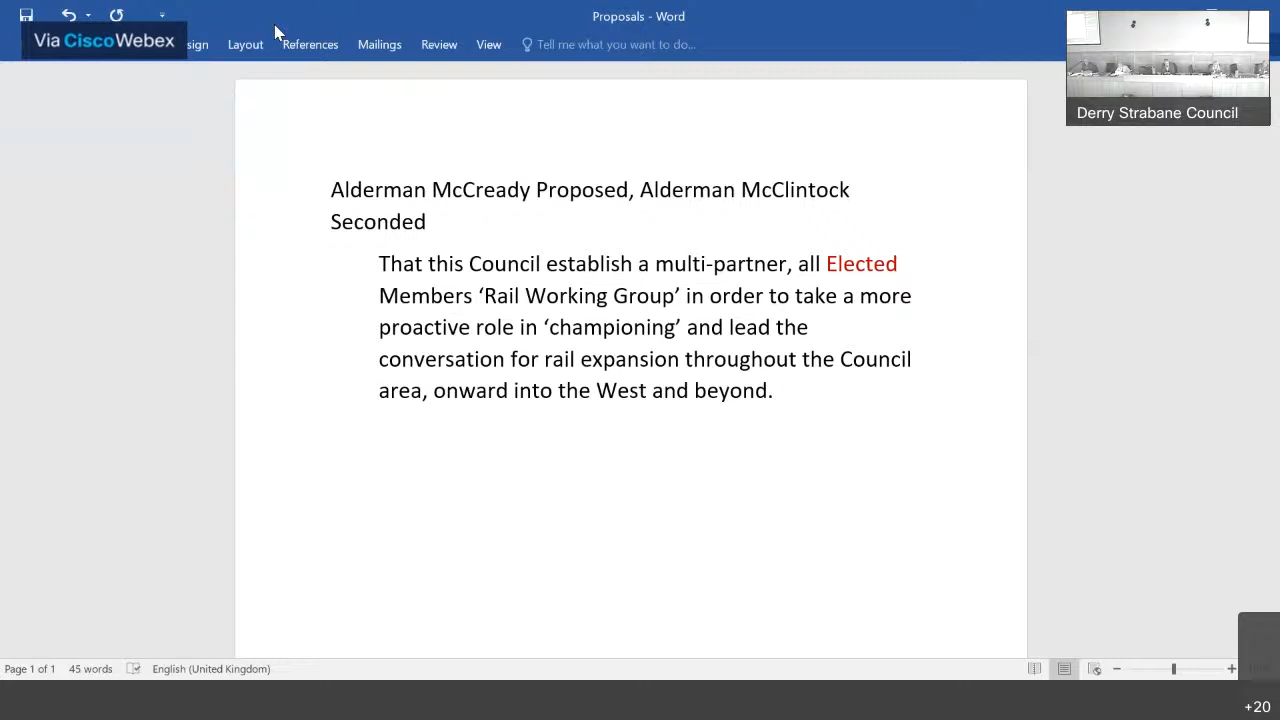 Proposals - Word
Via CiscoWebex
sign Layout References Mailings Review View Tell me what you want to do...
Derry Strabane Council
Alderman McCready Proposed, Alderman McClintock
Seconded
That this Council establish a multi-partner, all Elected
Members ‘Rail Working Group’ in order to take a more
proactive role in ‘championing’ and lead the
conversation for rail expansion throughout the Council
area, onward into the West and beyond.
Page 1 of 1 45 words English (United Kingdom)
+20